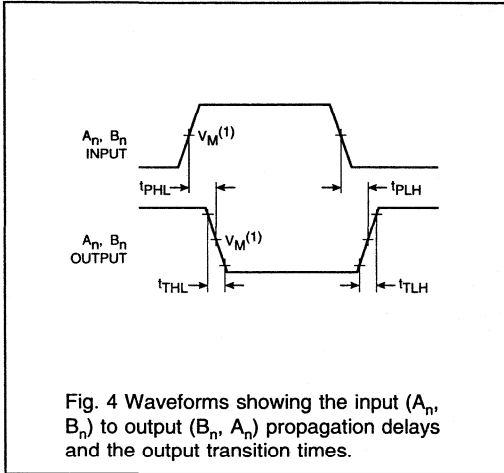 Aₙ, Bₙ
INPUT
V_M(1)
t_PHL
t_PLH
Aₙ, Bₙ
OUTPUT
V_M(1)
t_THL
t_TLH
Fig. 4 Waveforms showing the input (Aₙ,
Bₙ) to output (Bₙ, Aₙ) propagation delays
and the output transition times.